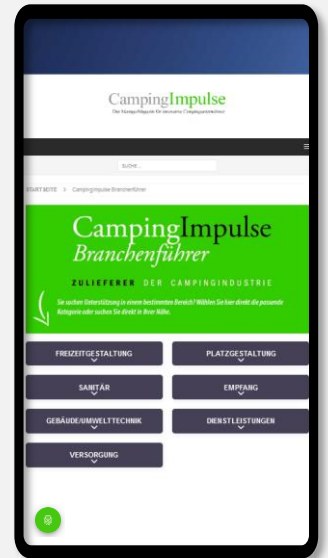 CampingImpulse
SUCHE...
STARTSEITE > CampingImpulse Branchenführer
CampingImpulse
Branchenführer
ZULIEFERER DER CAMPINGINDUSTRIE
Sie suchen Unterstützung in einem bestimmten Bereich? Wählen Sie hier direkt die passende
Kategorie oder suchen Sie direkt in Ihrer Nähe.
FREIZEITGESTALTUNG
PLATZGESTALTUNG
SANITÄR
EMPFANG
GEBÄUDE/UMWELTTECHNIK
DIENSTLEISTUNGEN
VERSORGUNG